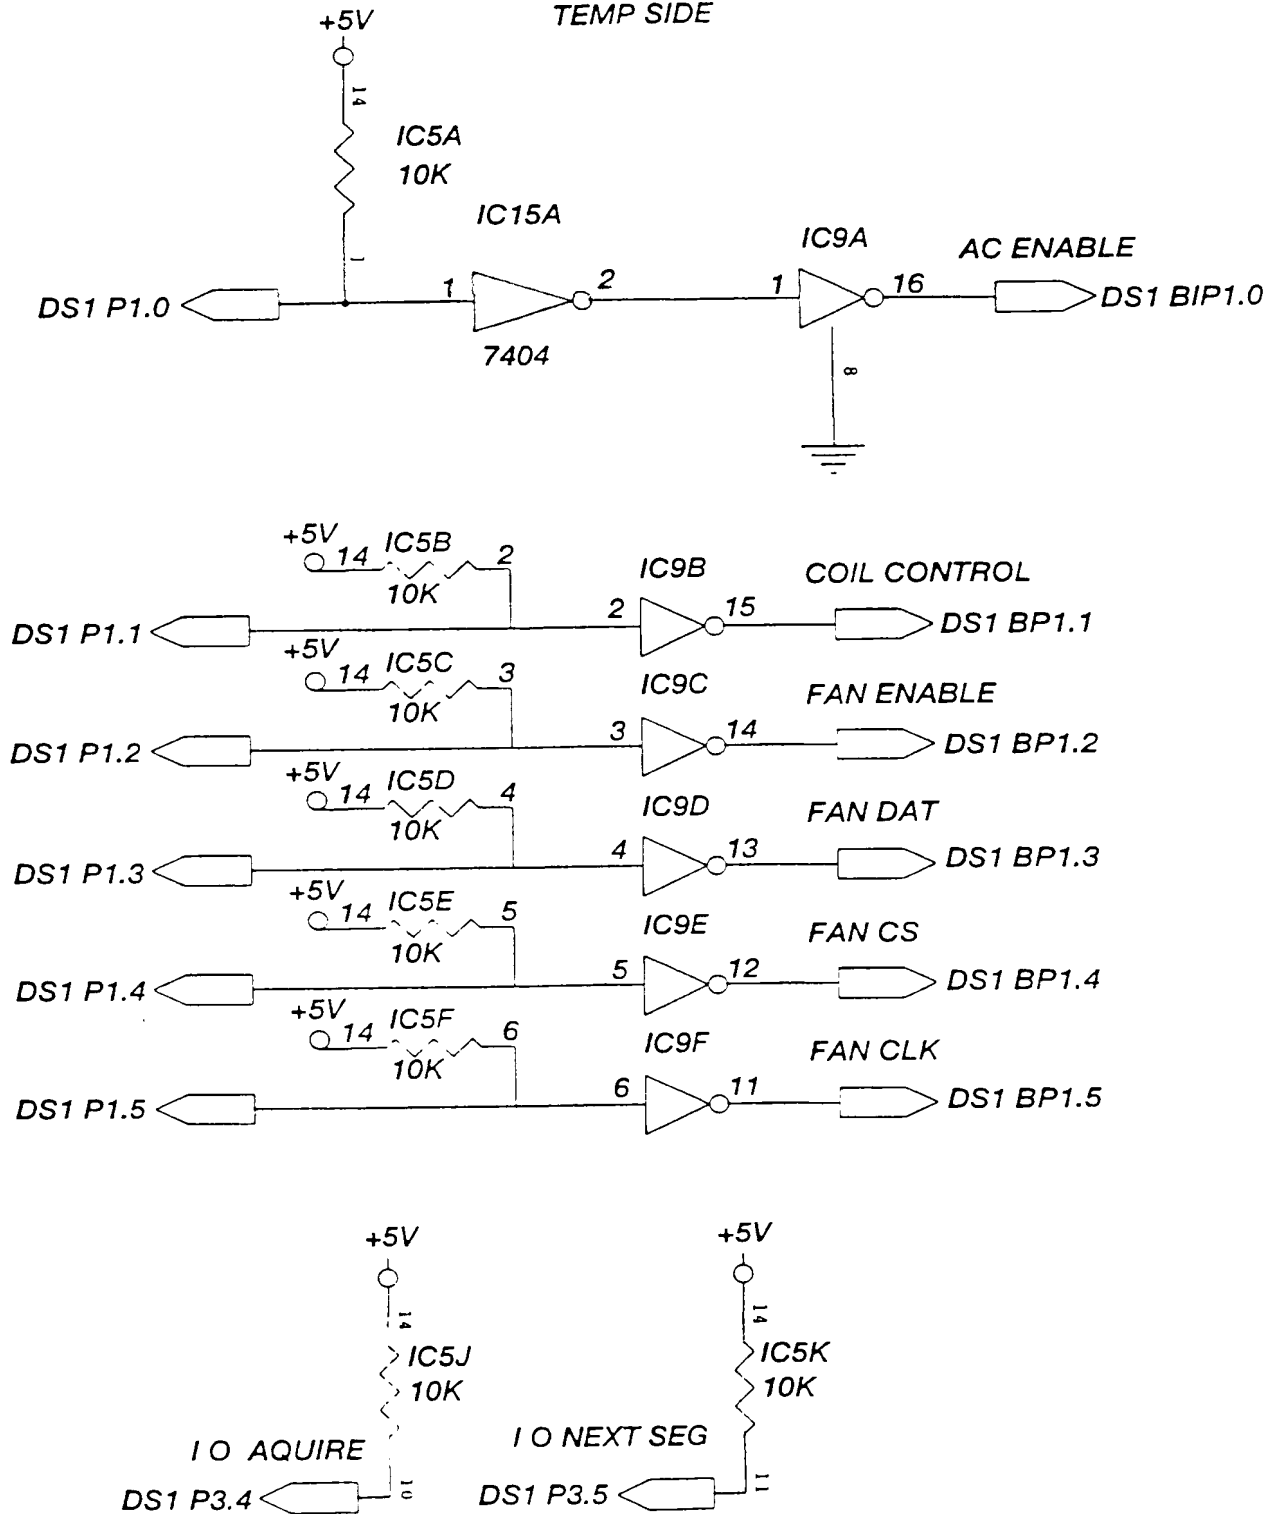 TEMP SIDE
+5V
14
IC5A
10K
1
IC15A
IC9A
AC ENABLE
DS1 P1.0
1
2
1
16
DS1 BIP1.0
7404
8
+5V
14
IC5B
2
10K
IC9B
COIL CONTROL
DS1 P1.1
2
15
DS1 BP1.1
+5V
14
IC5C
3
10K
IC9C
FAN ENABLE
DS1 P1.2
3
14
DS1 BP1.2
+5V
14
IC5D
4
10K
IC9D
FAN DAT
DS1 P1.3
4
13
DS1 BP1.3
+5V
14
IC5E
5
10K
IC9E
FAN CS
DS1 P1.4
5
12
DS1 BP1.4
+5V
14
IC5F
6
10K
IC9F
FAN CLK
DS1 P1.5
6
11
DS1 BP1.5
+5V
14
IC5J
10K
I O AQUIRE
DS1 P3.4
10
+5V
14
IC5K
10K
I O NEXT SEG
DS1 P3.5
11